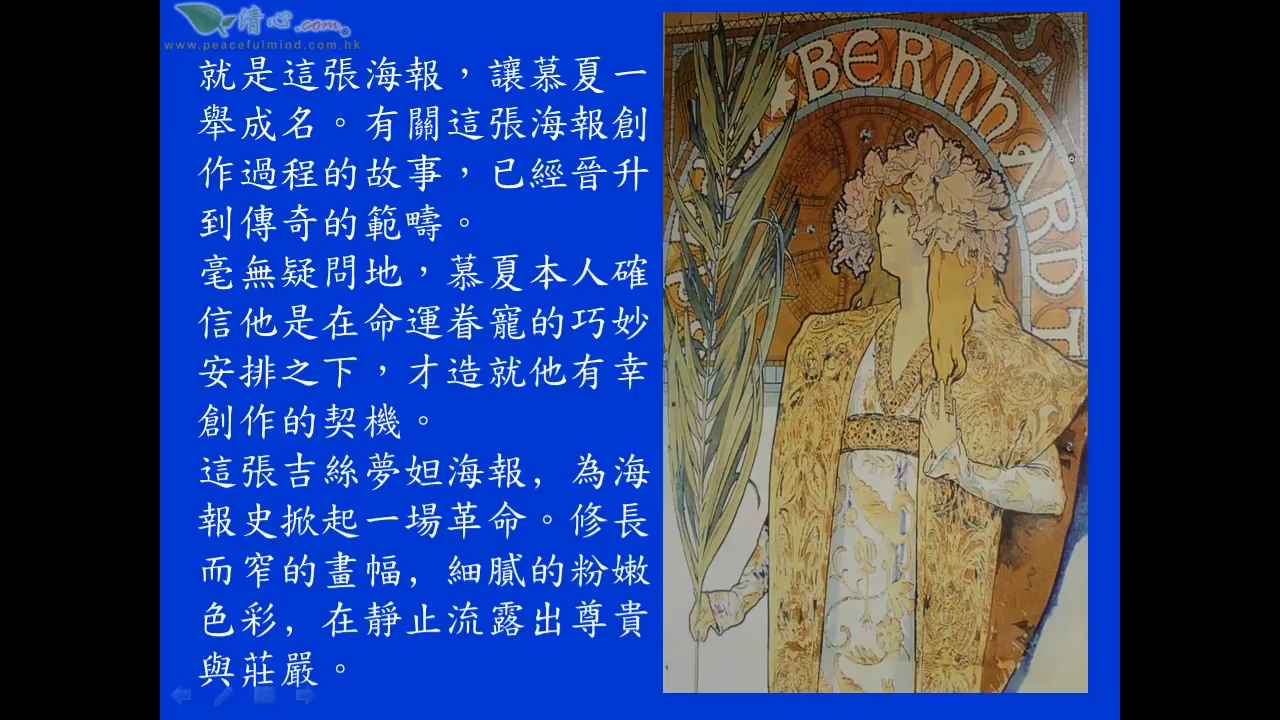 清心.com
www.peacefulmind.com.hk
就是這張海報，讓慕夏一
舉成名。有關這張海報創
作過程的故事，已經晉升
到傳奇的範疇。
毫無疑問地，慕夏本人確
信他是在命運眷寵的巧妙
安排之下，才造就他有幸
創作的契機。
這張吉絲夢妲海報，為海
報史掀起一場革命。修長
而窄的畫幅，細膩的粉嫩
色彩，在靜止流露出尊貴
與莊嚴。
BERNHARDT